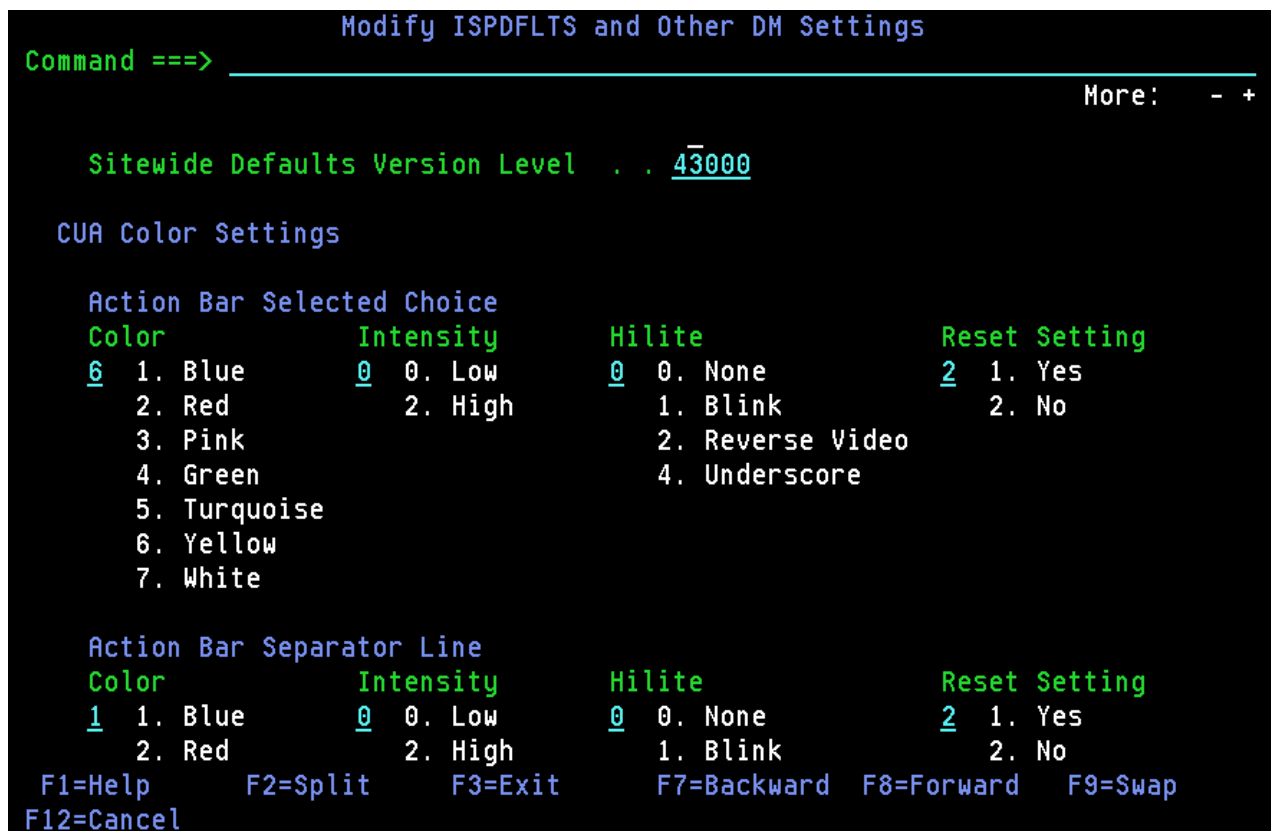 Modify ISPDFLTS and Other DM Settings
Command ===>
More:   - +
Sitewide Defaults Version Level  . . 43000
CUA Color Settings
Action Bar Selected Choice
Color Intensity Hilite Reset Setting
6 1. Blue 0 0. Low 0 0. None 2 1. Yes
2. Red 2. High 1. Blink 2. No
3. Pink 2. Reverse Video
4. Green 4. Underscore
5. Turquoise
6. Yellow
7. White
Action Bar Separator Line
Color Intensity Hilite Reset Setting
1 1. Blue 0 0. Low 0 0. None 2 1. Yes
2. Red 2. High 1. Blink 2. No
F1=Help F2=Split F3=Exit F7=Backward F8=Forward F9=Swap
F12=Cancel